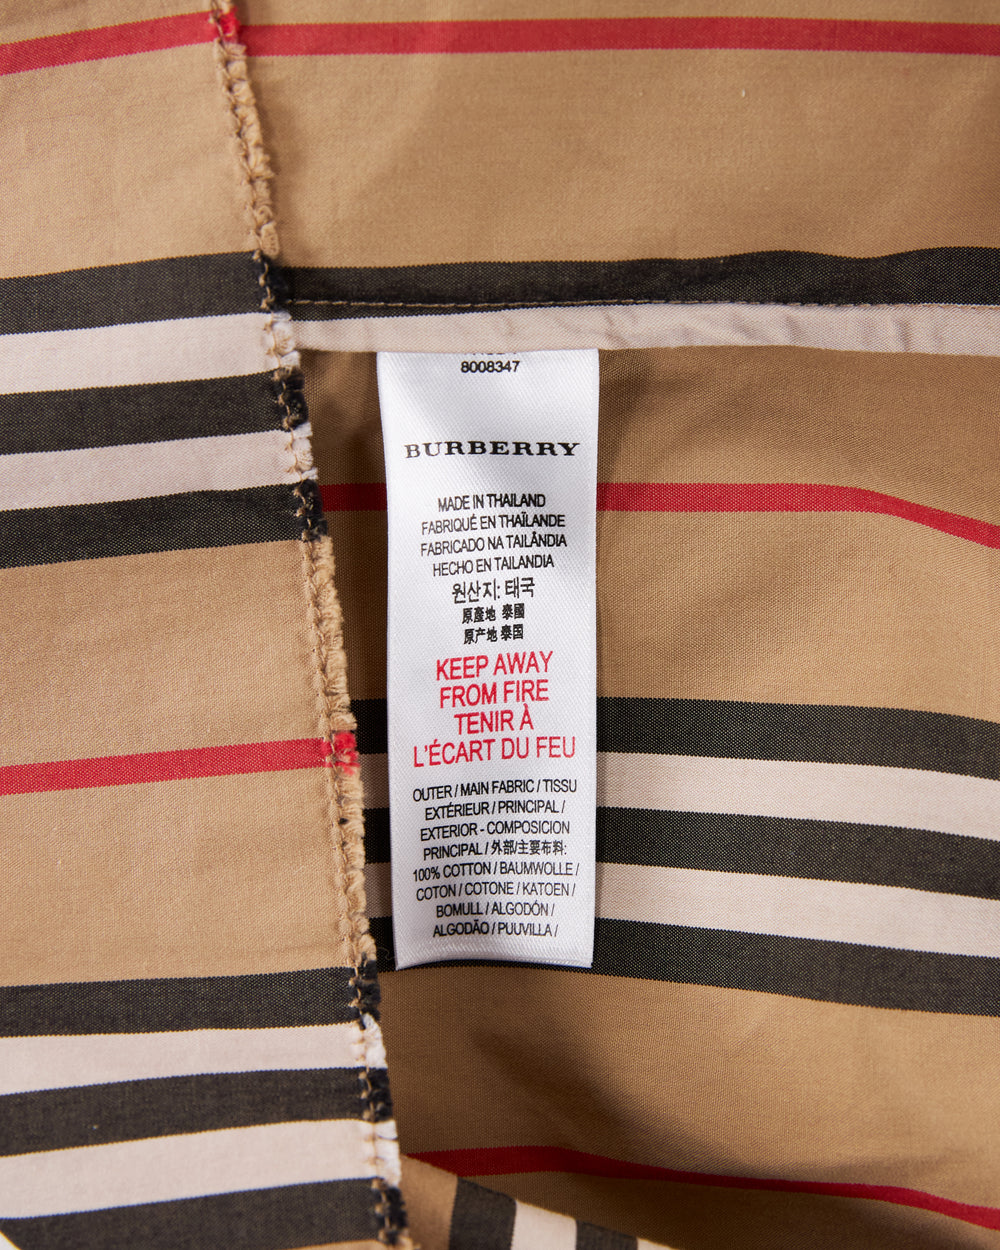 8008347
BURBERRY
MADE IN THAILAND
FABRIQUÉ EN THAÏLANDE
FABRICADO NA TAILÂNDIA
HECHO EN TAILANDIA
원산지: 태국
原產地 泰國
原产地 泰国
KEEP AWAY
FROM FIRE
TENIR À
L'ÉCART DU FEU
OUTER / MAIN FABRIC / TISSU
EXTÉRIEUR / PRINCIPAL /
EXTERIOR - COMPOSICION
PRINCIPAL / 外部/主要布料:
100% COTTON / BAUMWOLLE /
COTON / COTONE / KATOEN /
BOMULL / ALGODÓN /
ALGODÃO / PUUVILLA /